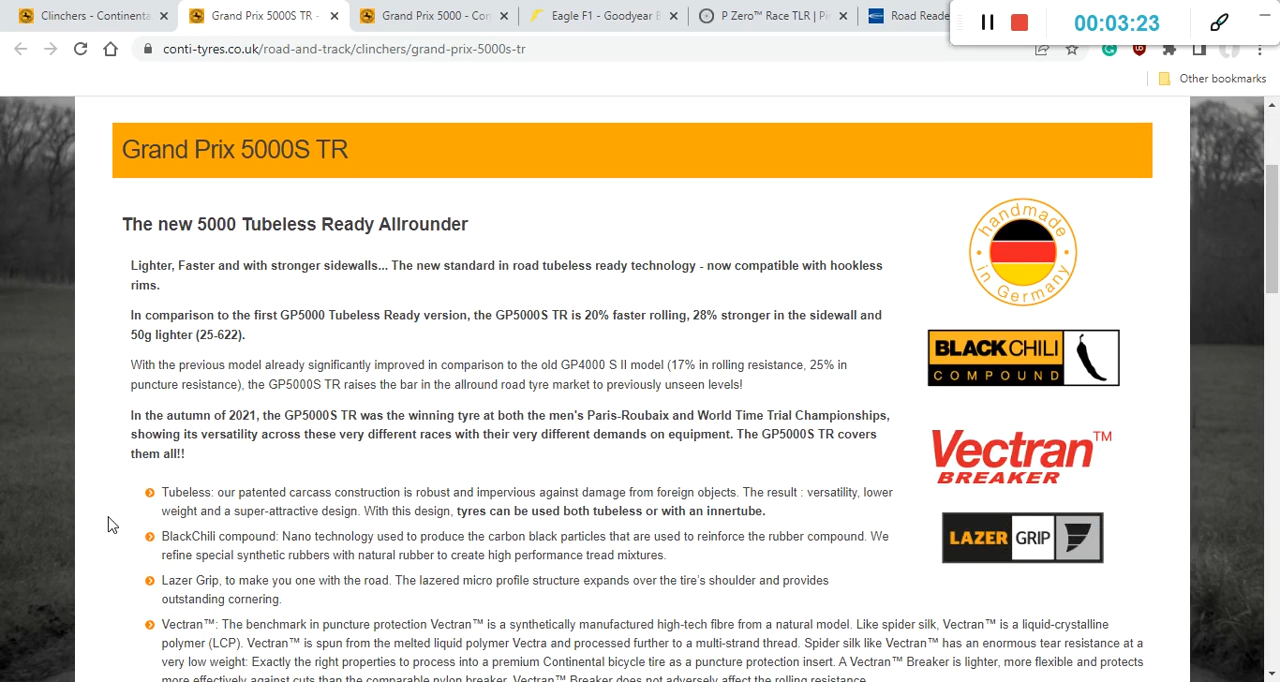 Clinchers - Continenta
Grand Prix 5000S TR -
Grand Prix 5000 - Con
Eagle F1 - Goodyear B
P Zero™ Race TLR | Pi
Road Reade
00:03:23
conti-tyres.co.uk/road-and-track/clinchers/grand-prix-5000s-tr
Other bookmarks
Grand Prix 5000S TR
The new 5000 Tubeless Ready Allrounder
Lighter, Faster and with stronger sidewalls... The new standard in road tubeless ready technology - now compatible with hookless
rims.
In comparison to the first GP5000 Tubeless Ready version, the GP5000S TR is 20% faster rolling, 28% stronger in the sidewall and
50g lighter (25-622).
With the previous model already significantly improved in comparison to the old GP4000 S II model (17% in rolling resistance, 25% in
puncture resistance), the GP5000S TR raises the bar in the allround road tyre market to previously unseen levels!
In the autumn of 2021, the GP5000S TR was the winning tyre at both the men's Paris-Roubaix and World Time Trial Championships,
showing its versatility across these very different races with their very different demands on equipment. The GP5000S TR covers
them all!!
Tubeless: our patented carcass construction is robust and impervious against damage from foreign objects. The result : versatility, lower
weight and a super-attractive design. With this design, tyres can be used both tubeless or with an innertube.
BlackChili compound: Nano technology used to produce the carbon black particles that are used to reinforce the rubber compound. We
refine special synthetic rubbers with natural rubber to create high performance tread mixtures.
Lazer Grip, to make you one with the road. The lazered micro profile structure expands over the tire's shoulder and provides
outstanding cornering.
Vectran™: The benchmark in puncture protection Vectran™ is a synthetically manufactured high-tech fibre from a natural model. Like spider silk, Vectran™ is a liquid-crystalline
polymer (LCP). Vectran™ is spun from the melted liquid polymer Vectra and processed further to a multi-strand thread. Spider silk like Vectran™ has an enormous tear resistance at a
very low weight: Exactly the right properties to process into a premium Continental bicycle tire as a puncture protection insert. A Vectran™ Breaker is lighter, more flexible and protects
more effectively against cuts than the comparable nylon breaker. Vectran™ Breaker does not adversely affect the rolling resistance.
handmade
in Germany
BLACKCHILI
COMPOUND
Vectran™
BREAKER
LAZER GRIP